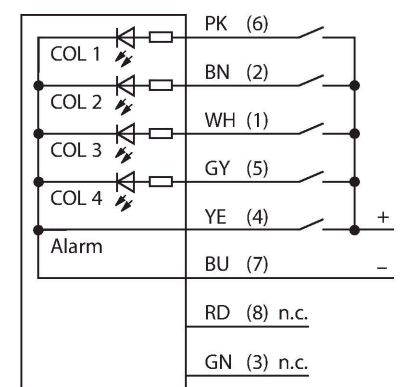 PK (6)
COL 1
BN (2)
COL 2
WH (1)
COL 3
GY (5)
COL 4
YE (4) +
Alarm
BU (7) –
RD (8) n.c.
GN (3) n.c.